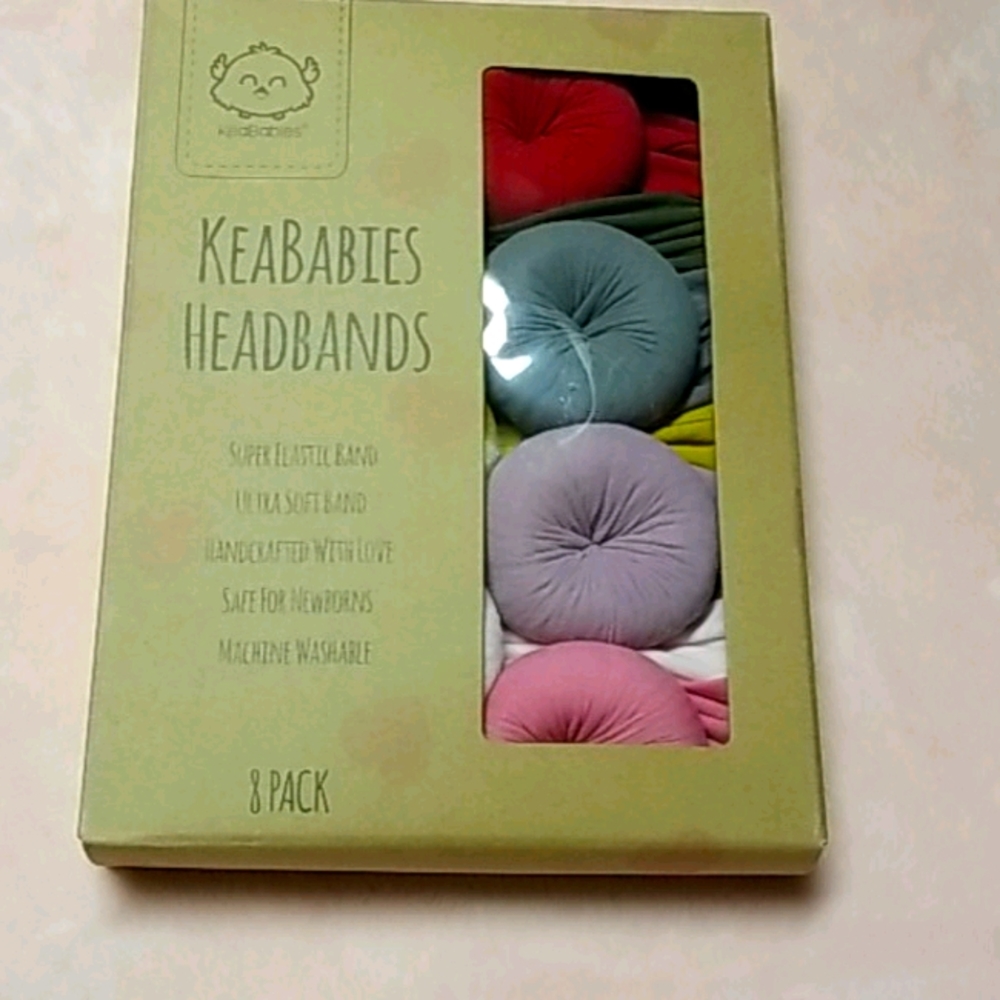 KeaBabies
KEABABIES
HEADBANDS
SUPER ELASTIC BAND
ULTRA SOFT BAND
HANDCRAFTED WITH LOVE
SAFE FOR NEWBORNS
MACHINE WASHABLE
8 PACK